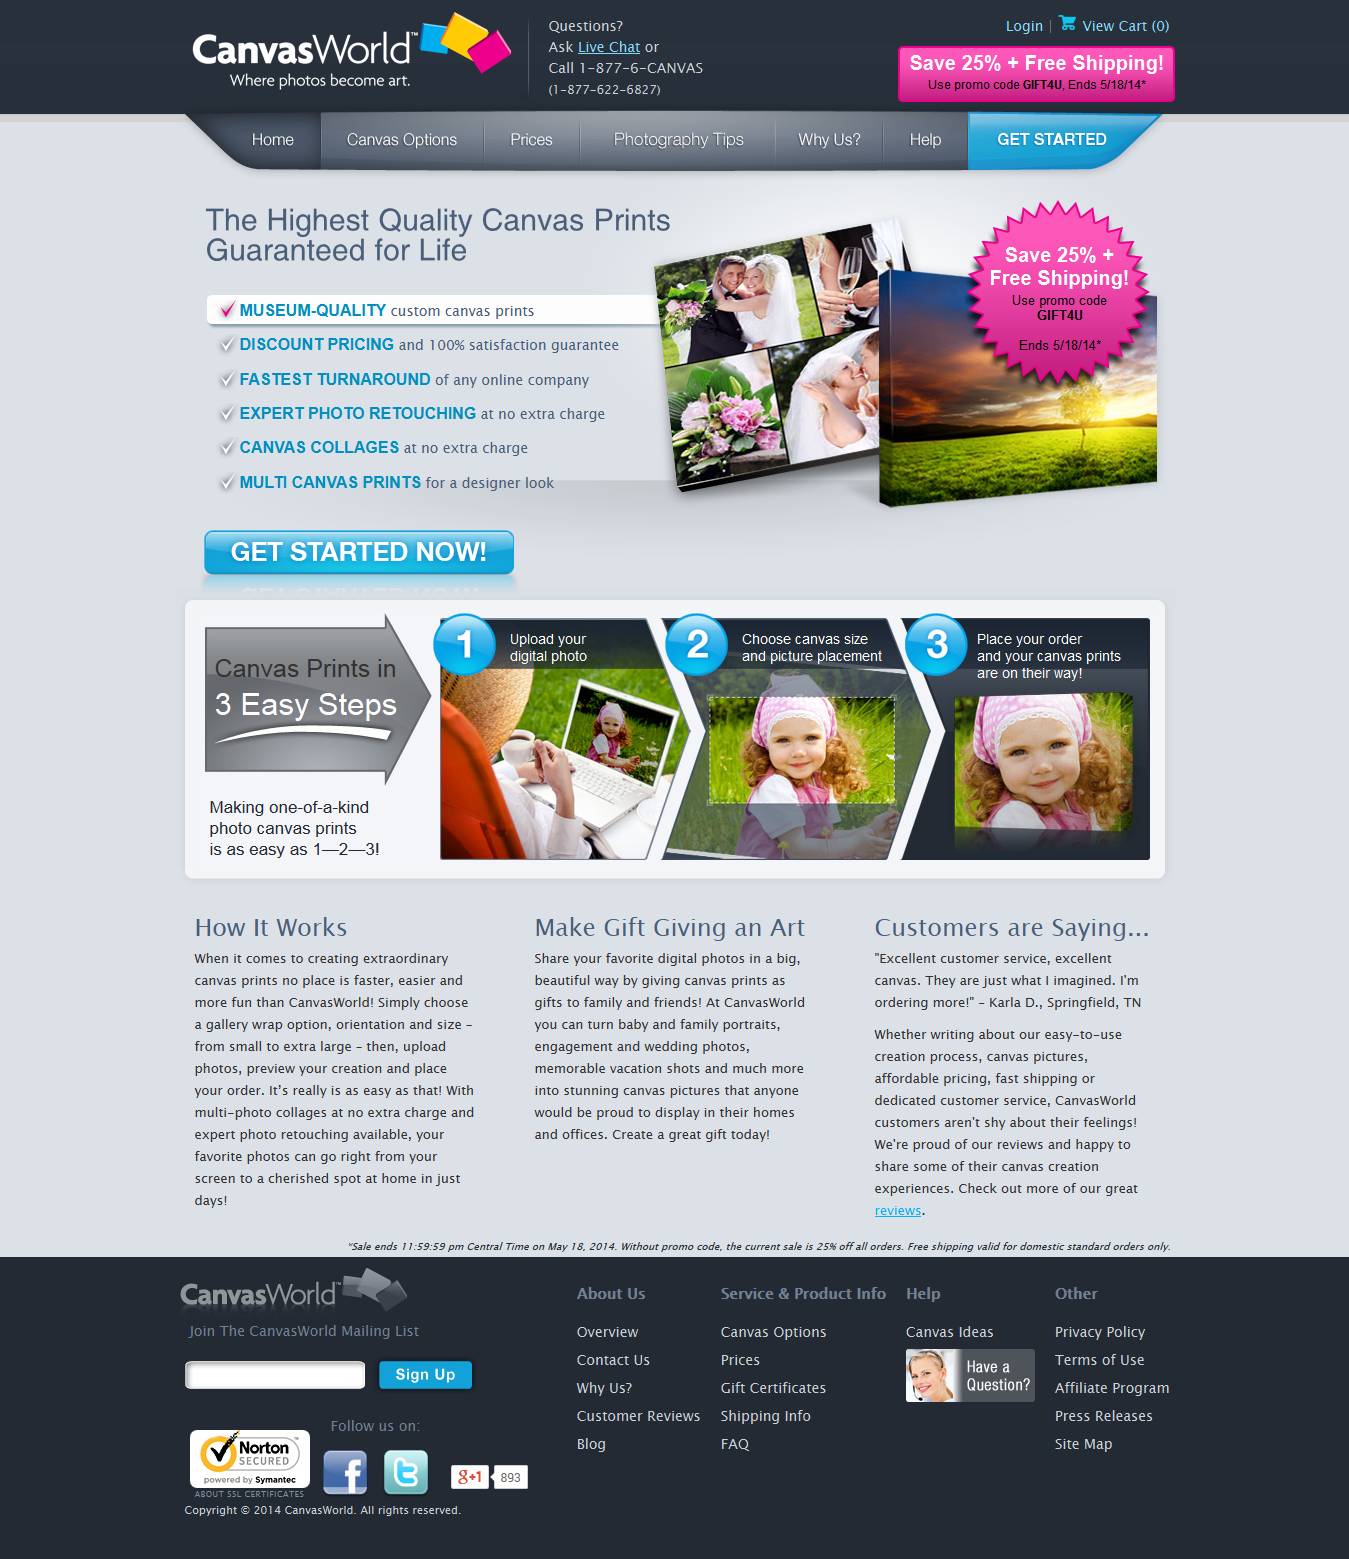 CanvasWorld™
Where photos become art.
Questions?
Ask Live Chat or
Call 1-877-6-CANVAS
(1-877-622-6827)
Login | View Cart (0)
Save 25% + Free Shipping!
Use promo code GIFT4U, Ends 5/18/14*
Home
Canvas Options
Prices
Photography Tips
Why Us?
Help
GET STARTED
The Highest Quality Canvas Prints
Guaranteed for Life
MUSEUM-QUALITY custom canvas prints
DISCOUNT PRICING and 100% satisfaction guarantee
FASTEST TURNAROUND of any online company
EXPERT PHOTO RETOUCHING at no extra charge
CANVAS COLLAGES at no extra charge
MULTI CANVAS PRINTS for a designer look
Save 25% +
Free Shipping!
Use promo code
GIFT4U
Ends 5/18/14*
GET STARTED NOW!
Canvas Prints in
3 Easy Steps
Making one-of-a-kind
photo canvas prints
is as easy as 1—2—3!
1
Upload your
digital photo
2
Choose canvas size
and picture placement
3
Place your order
and your canvas prints
are on their way!
How It Works
When it comes to creating extraordinary
canvas prints no place is faster, easier and
more fun than CanvasWorld! Simply choose
a gallery wrap option, orientation and size –
from small to extra large – then, upload
photos, preview your creation and place
your order. It's really is as easy as that! With
multi-photo collages at no extra charge and
expert photo retouching available, your
favorite photos can go right from your
screen to a cherished spot at home in just
days!
Make Gift Giving an Art
Share your favorite digital photos in a big,
beautiful way by giving canvas prints as
gifts to family and friends! At CanvasWorld
you can turn baby and family portraits,
engagement and wedding photos,
memorable vacation shots and much more
into stunning canvas pictures that anyone
would be proud to display in their homes
and offices. Create a great gift today!
Customers are Saying...
"Excellent customer service, excellent
canvas. They are just what I imagined. I'm
ordering more!" – Karla D., Springfield, TN
Whether writing about our easy-to-use
creation process, canvas pictures,
affordable pricing, fast shipping or
dedicated customer service, CanvasWorld
customers aren't shy about their feelings!
We're proud of our reviews and happy to
share some of their canvas creation
experiences. Check out more of our great
reviews.
*Sale ends 11:59:59 pm Central Time on May 18, 2014. Without promo code, the current sale is 25% off all orders. Free shipping valid for domestic standard orders only.
CanvasWorld™
Join The CanvasWorld Mailing List
Sign Up
Follow us on:
Norton
SECURED
powered by Symantec
ABOUT SSL CERTIFICATES
f
t
g+1
893
Copyright © 2014 CanvasWorld. All rights reserved.
About Us
Overview
Contact Us
Why Us?
Customer Reviews
Blog
Service & Product Info
Canvas Options
Prices
Gift Certificates
Shipping Info
FAQ
Help
Canvas Ideas
Have a
Question?
Other
Privacy Policy
Terms of Use
Affiliate Program
Press Releases
Site Map